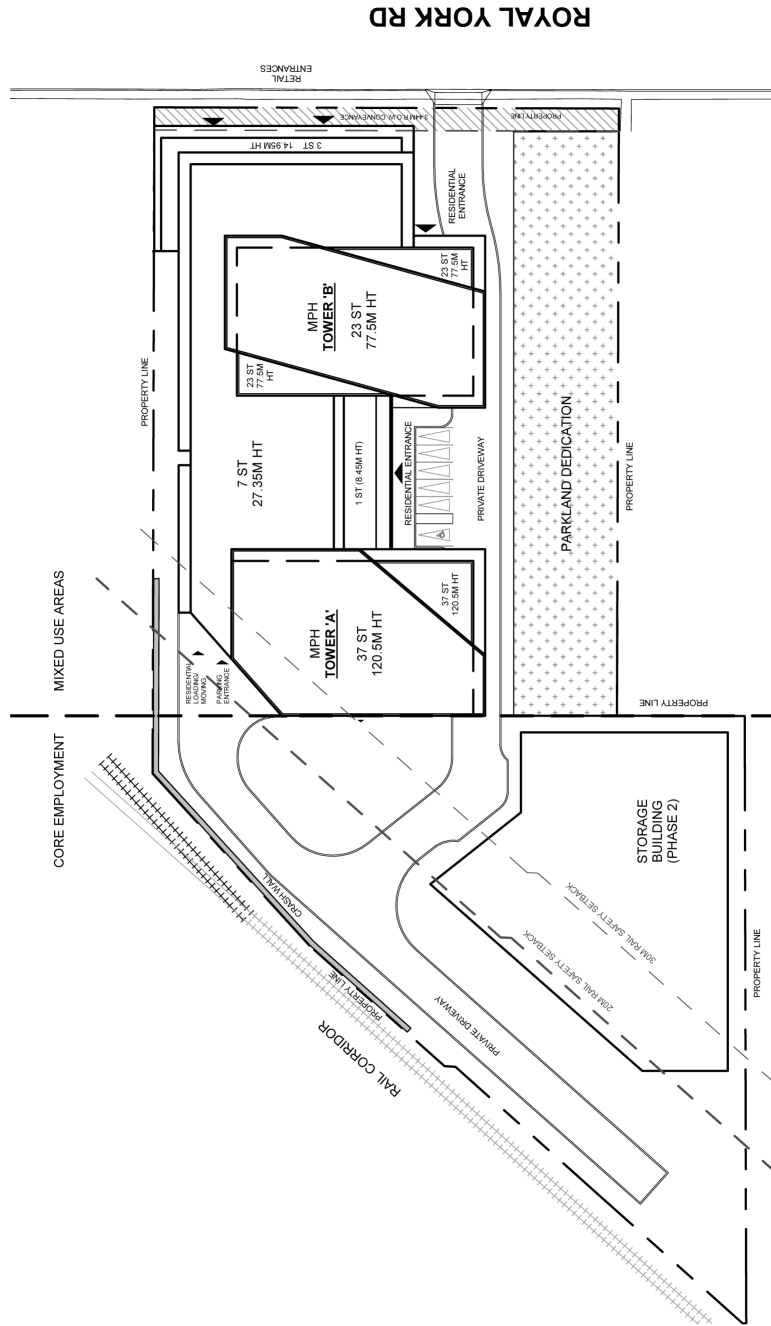 ROYAL YORK RD
RETAIL
ENTRANCES
PROPERTY LINE
3.44M R.O.W. CONVEYANCE
3 ST 14.95M HT
RESIDENTIAL
ENTRANCE
23 ST
77.5M
HT
MPH
TOWER 'B'
23 ST
77.5M HT
23 ST
77.5M
HT
PROPERTY LINE
7 ST
27.35M HT
1 ST (8.45M HT)
RESIDENTIAL ENTRANCE
PRIVATE DRIVEWAY
PARKLAND DEDICATION
PROPERTY LINE
MIXED USE AREAS
MPH
TOWER 'A'
37 ST
120.5M HT
37 ST
120.5M HT
RESIDENTIAL
LOADING/
MOVING
PARKING
ENTRANCE
PROPERTY LINE
CORE EMPLOYMENT
STORAGE
BUILDING
(PHASE 2)
CRASH WALL
30M RAIL SAFETY SETBACK
20M RAIL SAFETY SETBACK
PROPERTY LINE
PRIVATE DRIVEWAY
RAIL CORRIDOR
PROPERTY LINE